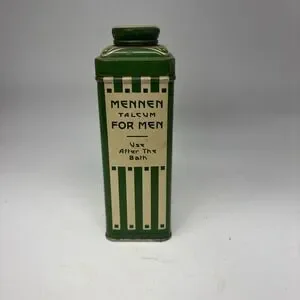 MENNEN
TALCUM
FOR MEN
Use
After The
Bath